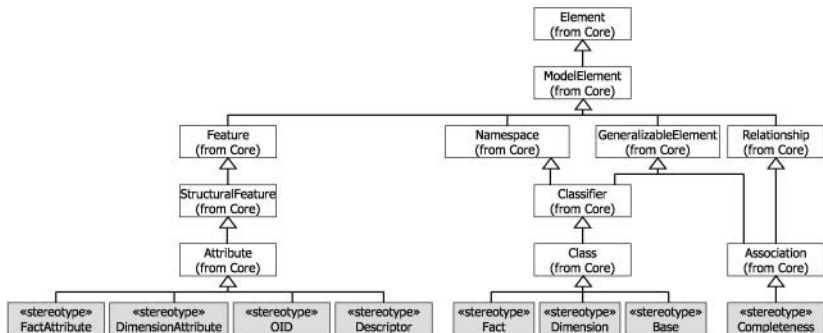 Element
(from Core)
ModelElement
(from Core)
Feature
(from Core)
Namespace
(from Core)
GeneralizableElement
(from Core)
Relationship
(from Core)
StructuralFeature
(from Core)
Classifier
(from Core)
Attribute
(from Core)
Class
(from Core)
Association
(from Core)
«stereotype»
FactAttribute
«stereotype»
DimensionAttribute
«stereotype»
OID
«stereotype»
Descriptor
«stereotype»
Fact
«stereotype»
Dimension
«stereotype»
Base
«stereotype»
Completeness